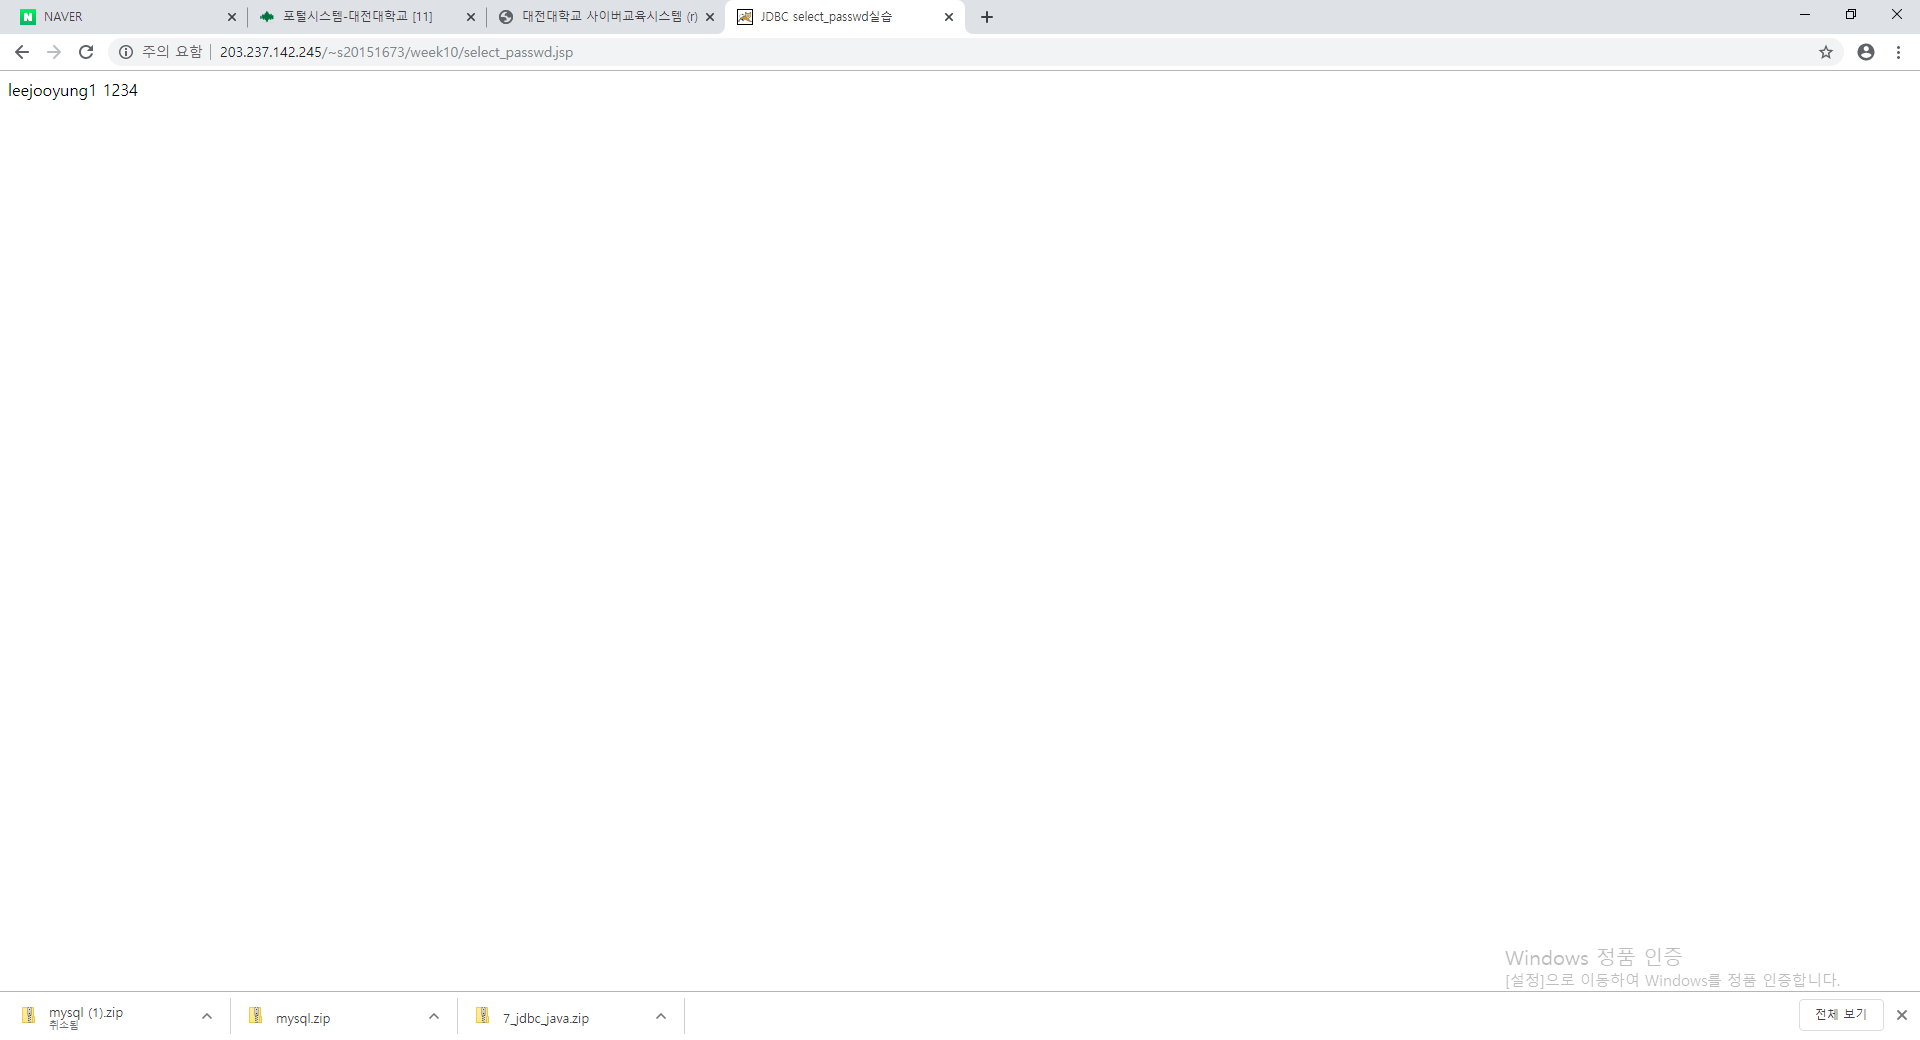 NAVER
포털시스템-대전대학교 [11]
대전대학교 사이버교육시스템 (r)
JDBC select_passwd실습
주의 요함
203.237.142.245/~s20151673/week10/select_passwd.jsp
leejooyung1 1234
Windows 정품 인증
[설정]으로 이동하여 Windows를 정품 인증합니다.
mysql (1).zip
취소됨
mysql.zip
7_jdbc_java.zip
전체 보기